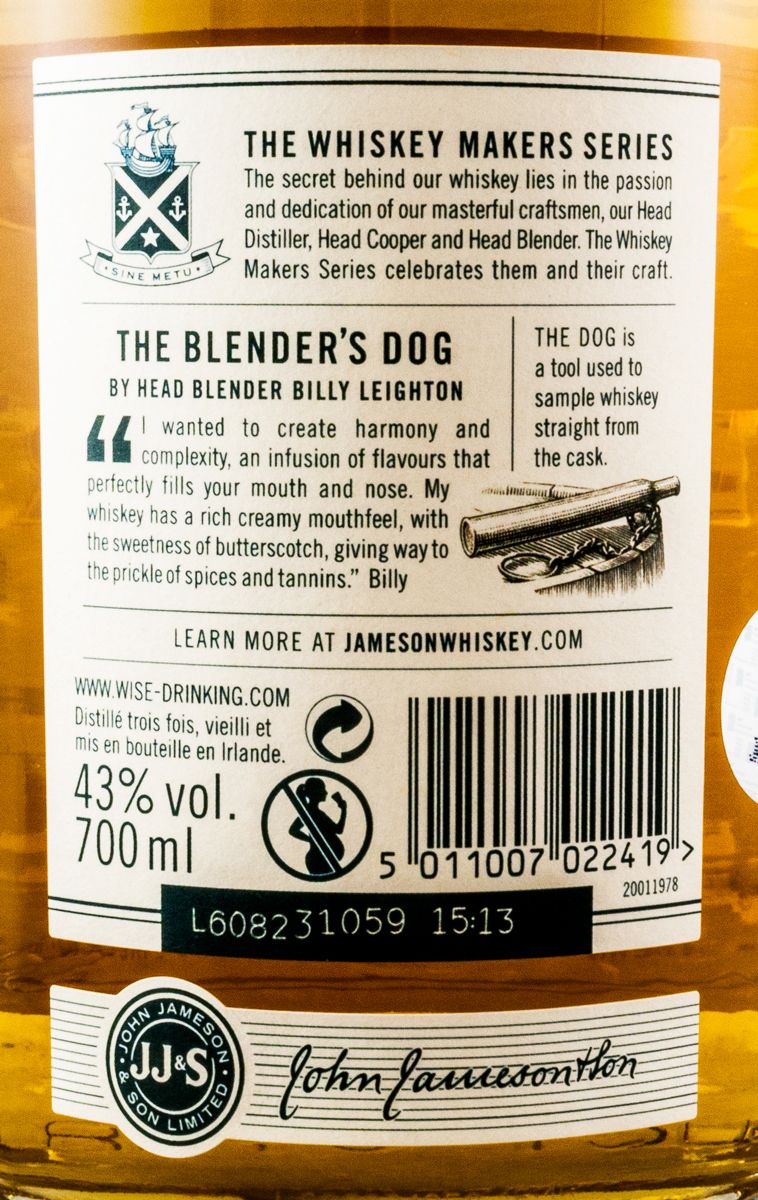 THE WHISKEY MAKERS SERIES
The secret behind our whiskey lies in the passion
and dedication of our masterful craftsmen, our Head
Distiller, Head Cooper and Head Blender. The Whiskey
Makers Series celebrates them and their craft.
• SINE METU •
THE BLENDER'S DOG
BY HEAD BLENDER BILLY LEIGHTON
“I wanted to create harmony and
complexity, an infusion of flavours that
perfectly fills your mouth and nose. My
whiskey has a rich creamy mouthfeel, with
the sweetness of butterscotch, giving way to
the prickle of spices and tannins.” Billy
THE DOG is
a tool used to
sample whiskey
straight from
the cask.
LEARN MORE AT JAMESONWHISKEY.COM
WWW.WISE-DRINKING.COM
Distillé trois fois, vieilli et
mis en bouteille en Irlande.
43% vol.
700 ml
5 011007 022419 >
20011978
L608231059 15:13
• JOHN JAMESON •
JJ&S
& SON LIMITED
John Jameson & Son